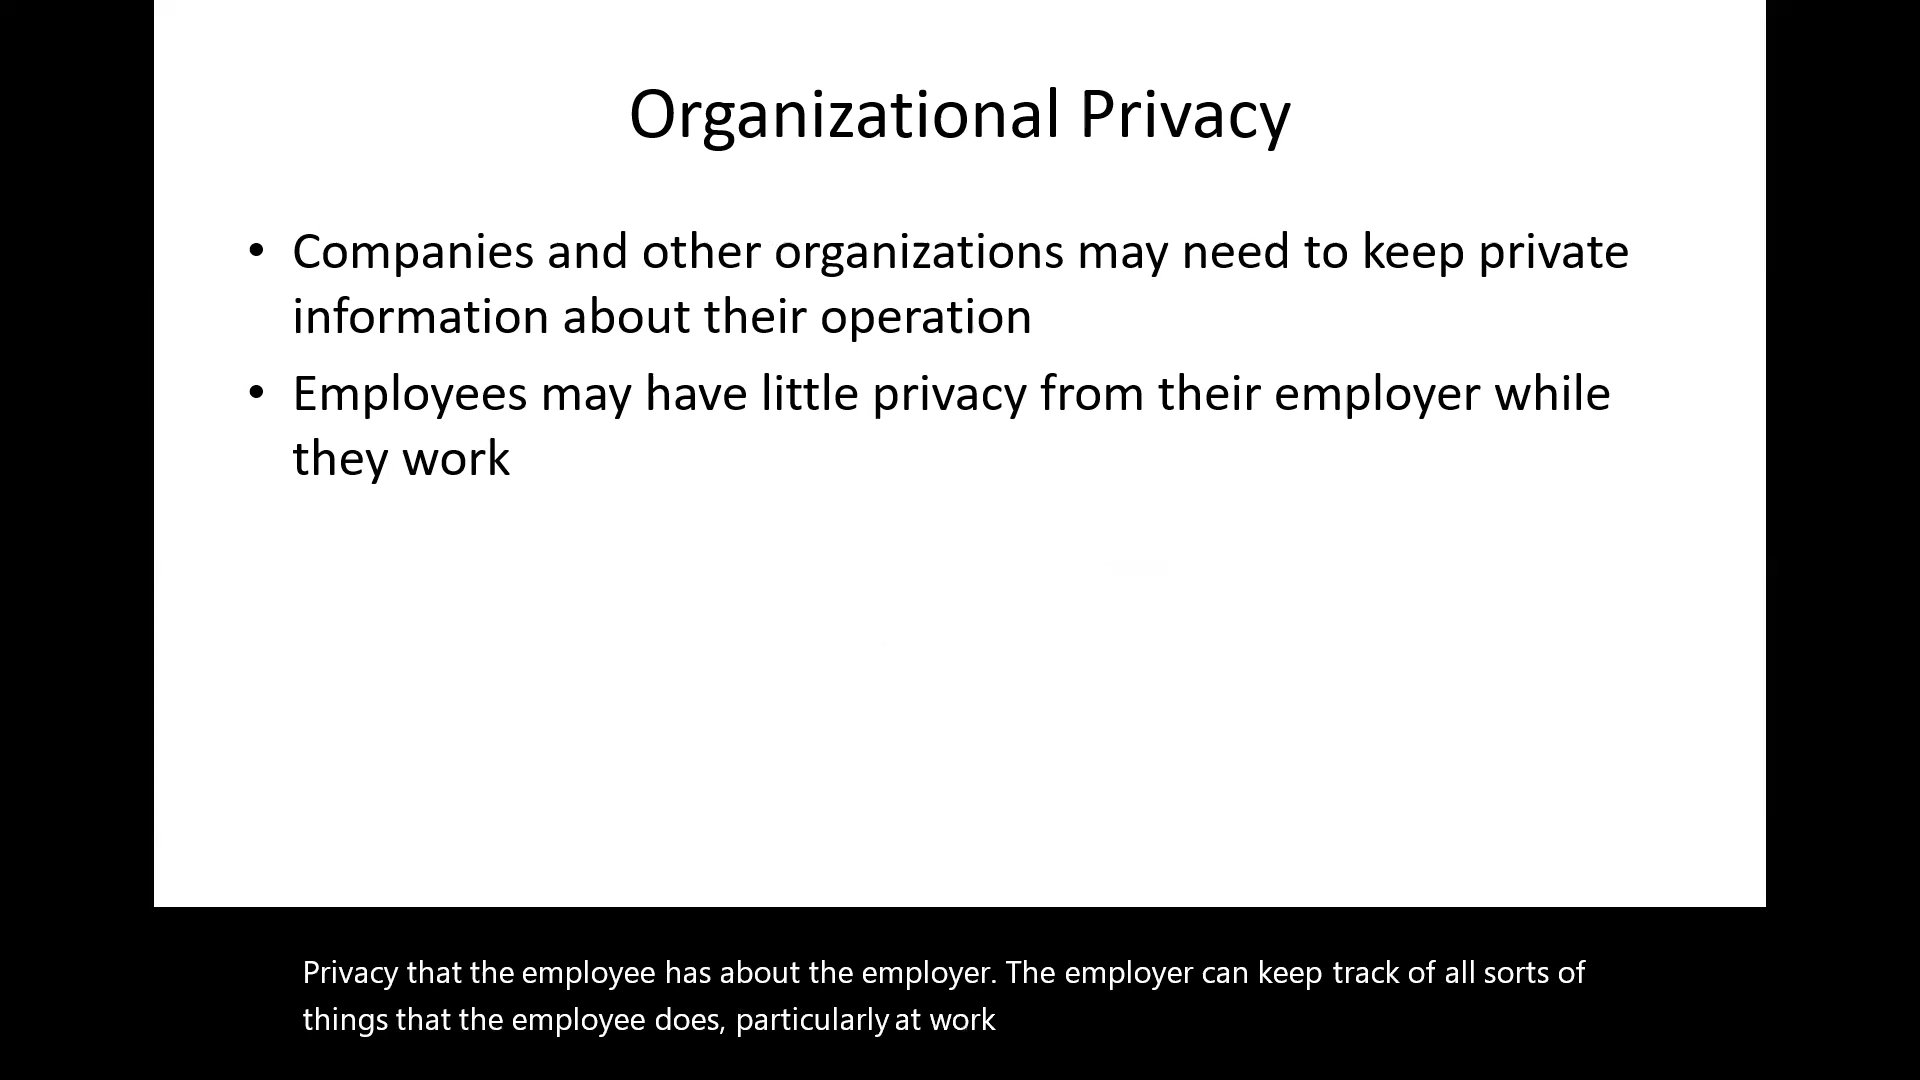 Organizational Privacy
• Companies and other organizations may need to keep private
information about their operation
• Employees may have little privacy from their employer while
they work
Privacy that the employee has about the employer. The employer can keep track of all sorts of
things that the employee does, particularly at work